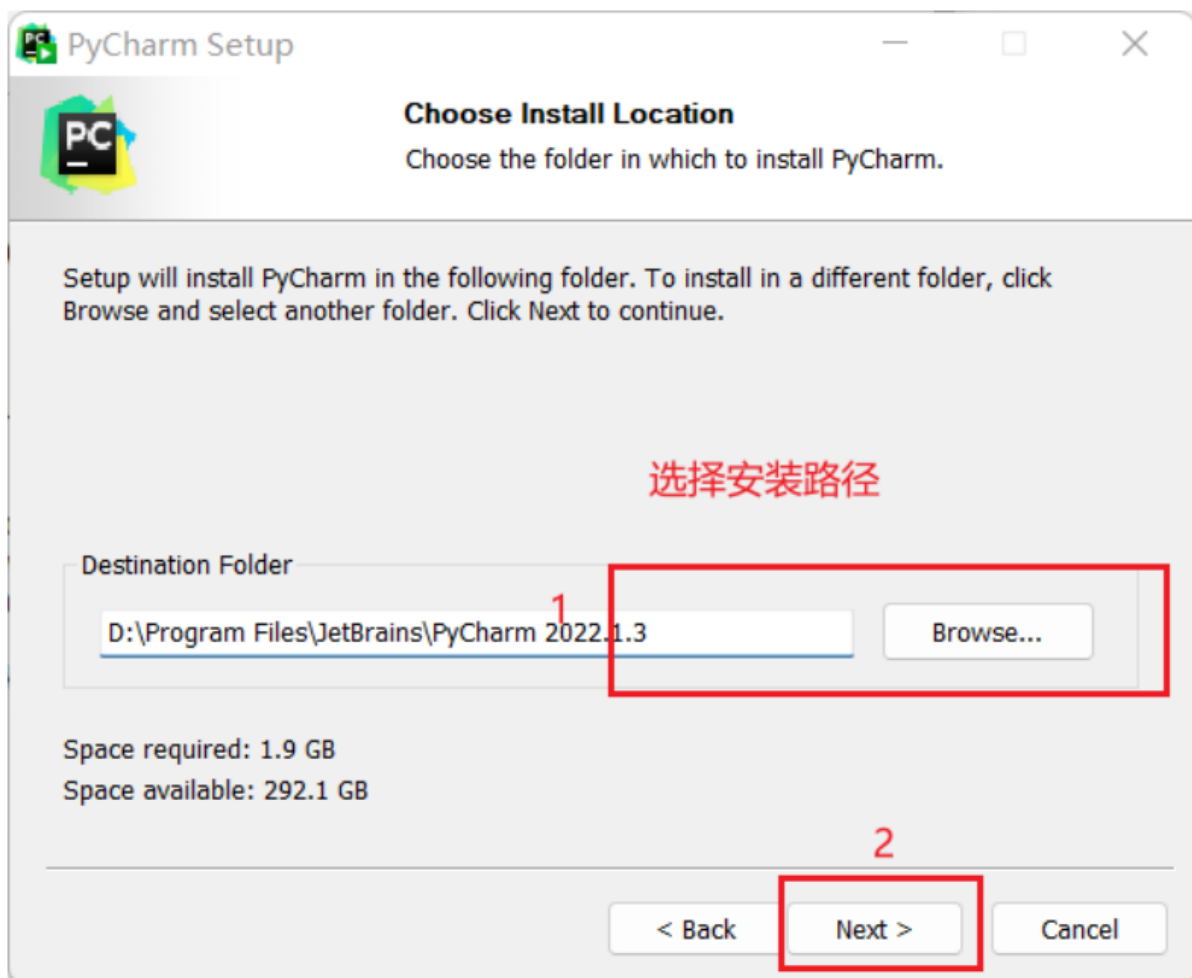 PyCharm Setup
PC
Choose Install Location
Choose the folder in which to install PyCharm.
Setup will install PyCharm in the following folder. To install in a different folder, click
Browse and select another folder. Click Next to continue.
选择安装路径
Destination Folder
1
D:\Program Files\JetBrains\PyCharm 2022.1.3
Browse...
Space required: 1.9 GB
Space available: 292.1 GB
2
< Back
Next >
Cancel